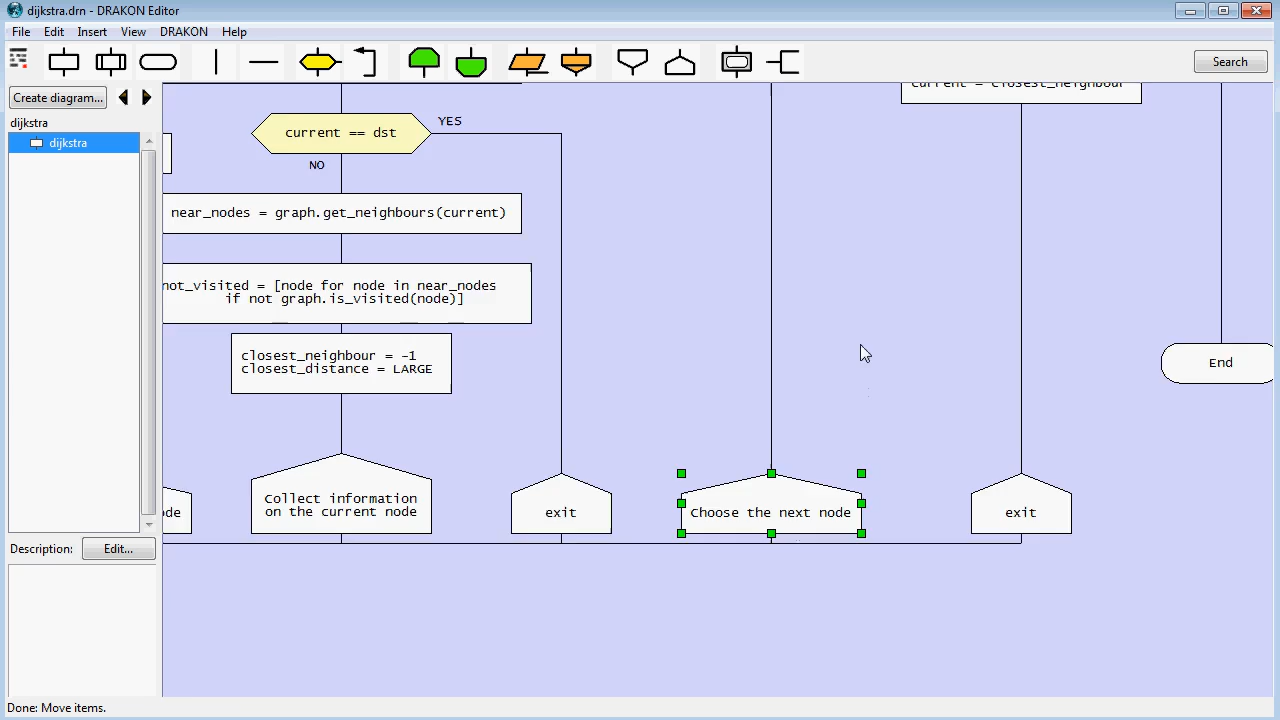 dijkstra.drn - DRAKON Editor
File Edit Insert View DRAKON Help
Search
Create diagram...
dijkstra
dijkstra
Description: Edit...
current == dst
YES
NO
near_nodes = graph.get_neighbours(current)
not_visited = [node for node in near_nodes
if not graph.is_visited(node)]
closest_neighbour = -1
closest_distance = LARGE
Collect information
on the current node
exit
Choose the next node
current = closest_neighbour
exit
End
Done: Move items.